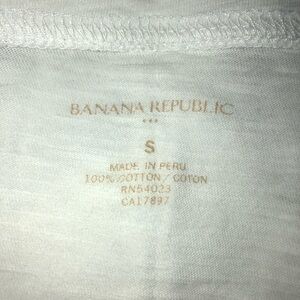 BANANA REPUBLIC
S
MADE IN PERU
100% COTTON / COTON
RN54023
CA17897